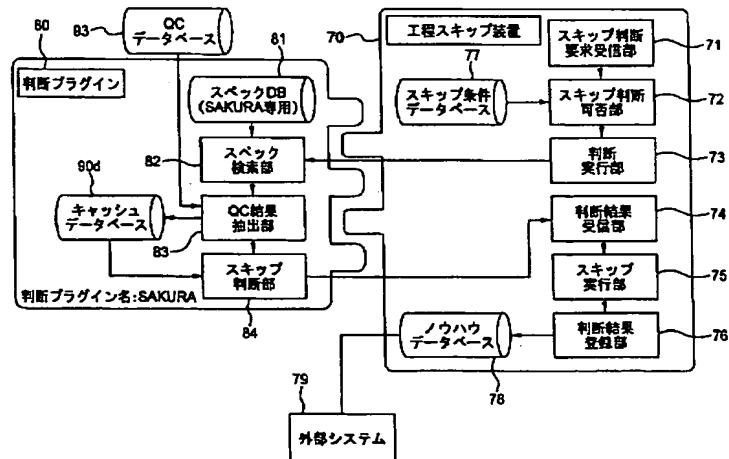 80
83
QC
データベース
81
70
工程スキップ装置
スキップ判断
要求受信部
71
判断プラグイン
スペックDB
(SAKURA専用)
77
スキップ条件
データベース
スキップ判断
可否部
72
82
スペック
検索部
判断
実行部
73
80d
キャッシュ
データベース
QC結果
抽出部
83
判断結果
受信部
74
スキップ
判断部
84
スキップ
実行部
75
判断プラグイン名:SAKURA
ノウハウ
データベース
78
判断結果
登録部
76
79
外部システム